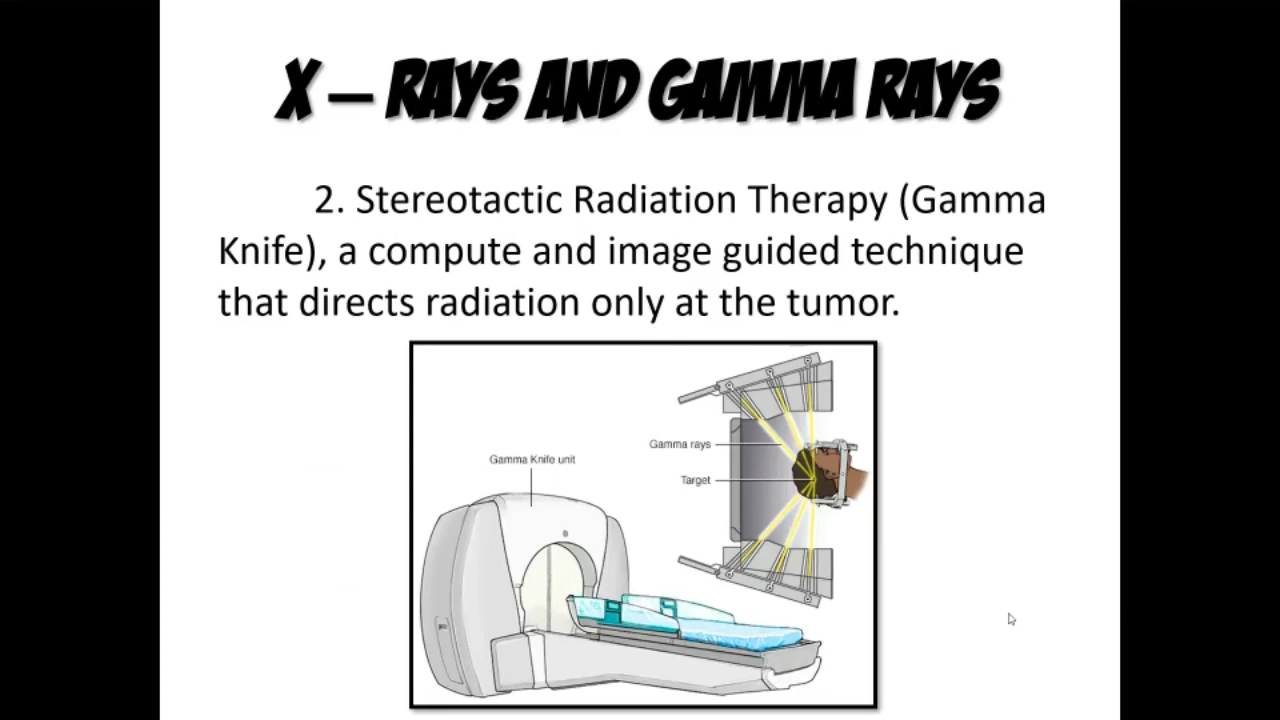 X – RAYS AND GAMMA RAYS
2. Stereotactic Radiation Therapy (Gamma
Knife), a compute and image guided technique
that directs radiation only at the tumor.
Gamma rays
Gamma Knife unit
Target